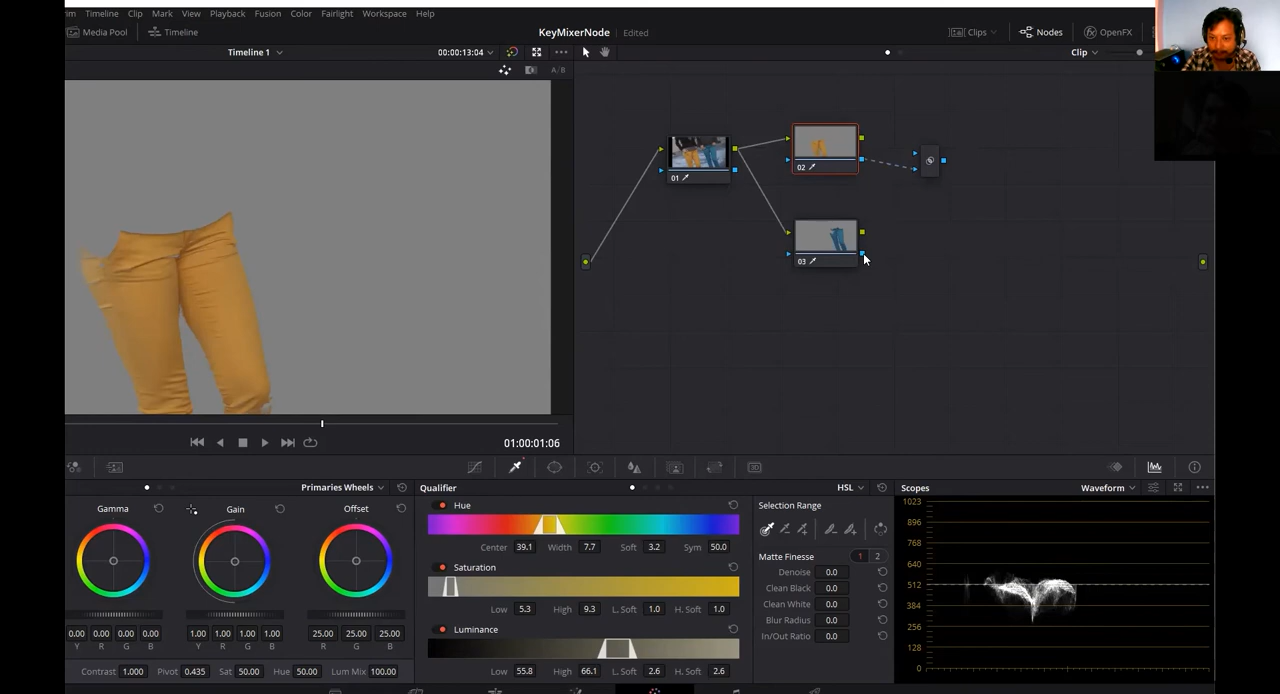 rim Timeline Clip Mark View Playback Fusion Color Fairlight Workspace Help
Media Pool Timeline KeyMixerNode Edited Clips Nodes OpenFX
Timeline 1 00:00:13:04 Clip
A/B
01
02
03
01:00:01:06
Primaries Wheels Qualifier HSL Scopes Waveform
Gamma Gain Offset
Hue
Center 39.1 Width 7.7 Soft 3.2 Sym 50.0
Saturation
Low 5.3 High 9.3 L. Soft 1.0 H. Soft 1.0
Luminance
Low 55.8 High 66.1 L. Soft 2.6 H. Soft 2.6
0.00 0.00 0.00 0.00 1.00 1.00 1.00 1.00 25.00 25.00 25.00
Y R G B Y R G B R G B
Contrast 1.000 Pivot 0.435 Sat 50.00 Hue 50.00 Lum Mix 100.00
Selection Range
Matte Finesse 1 2
Denoise 0.0
Clean Black 0.0
Clean White 0.0
Blur Radius 0.0
In/Out Ratio 0.0
1023
896
768
640
512
384
256
128
0
3D